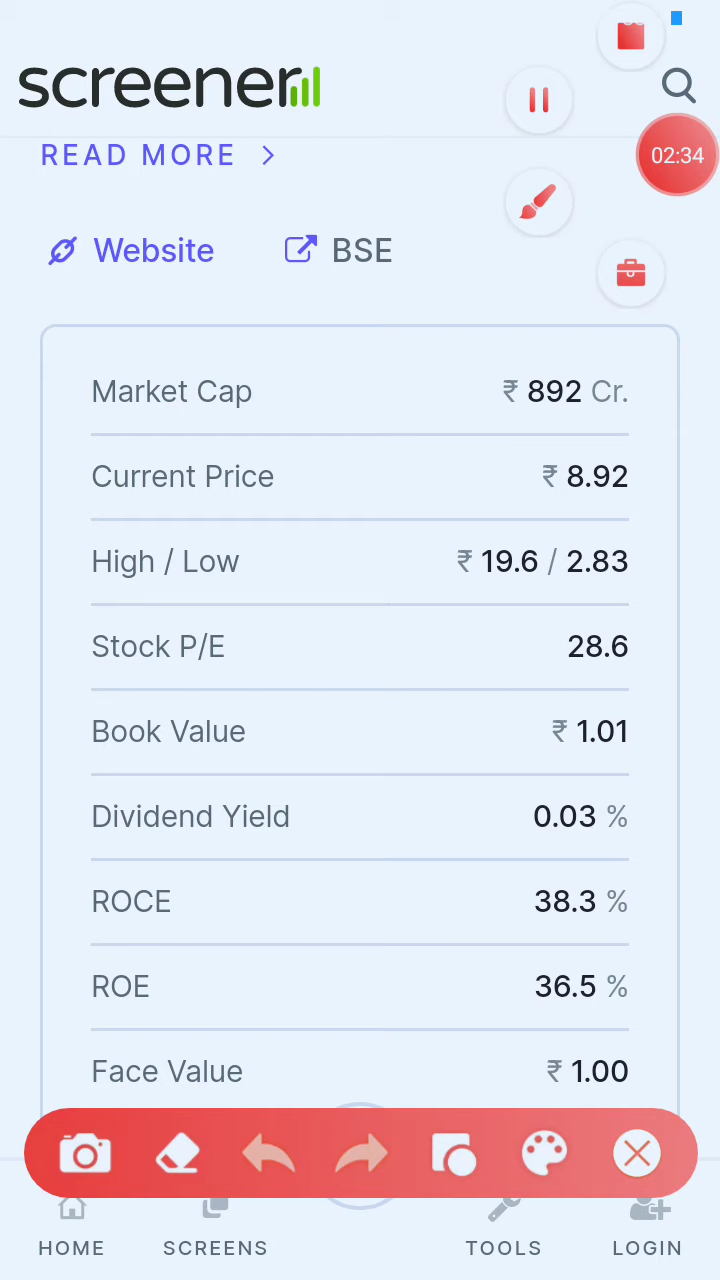 screener
02:34
READ MORE
Website BSE
Market Cap ₹ 892 Cr.
Current Price ₹ 8.92
High / Low ₹ 19.6 / 2.83
Stock P/E 28.6
Book Value ₹ 1.01
Dividend Yield 0.03 %
ROCE 38.3 %
ROE 36.5 %
Face Value ₹ 1.00
HOME SCREENS TOOLS LOGIN